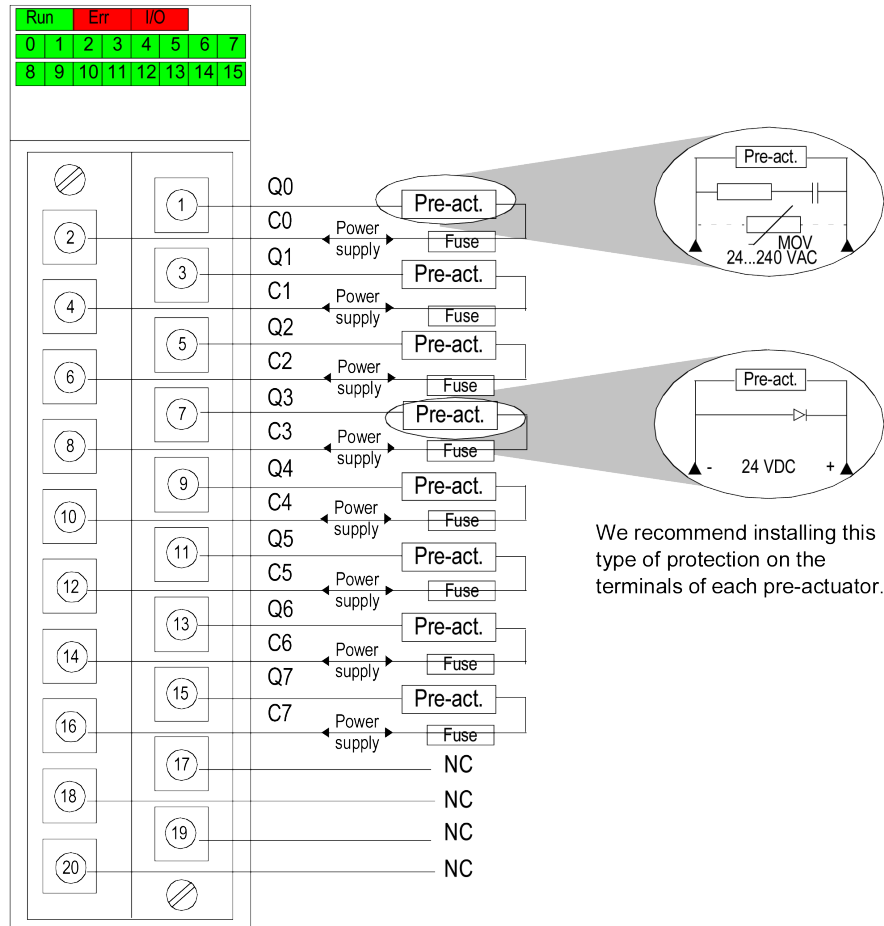 Run Err I/O
0 1 2 3 4 5 6 7
8 9 10 11 12 13 14 15
Pre-act.
MOV
24...240 VAC
1 Q0 Pre-act.
2 C0 Power supply Fuse
3 Q1 Pre-act.
4 C1 Power supply Fuse
5 Q2 Pre-act.
6 C2 Power supply Fuse
7 Q3 Pre-act.
8 C3 Power supply Fuse
Pre-act.
- 24 VDC +
9 Q4 Pre-act.
10 C4 Power supply Fuse
11 Q5 Pre-act.
12 C5 Power supply Fuse
13 Q6 Pre-act.
14 C6 Power supply Fuse
15 Q7 Pre-act.
16 C7 Power supply Fuse
17 NC
18 NC
19 NC
20 NC
We recommend installing this
type of protection on the
terminals of each pre-actuator.